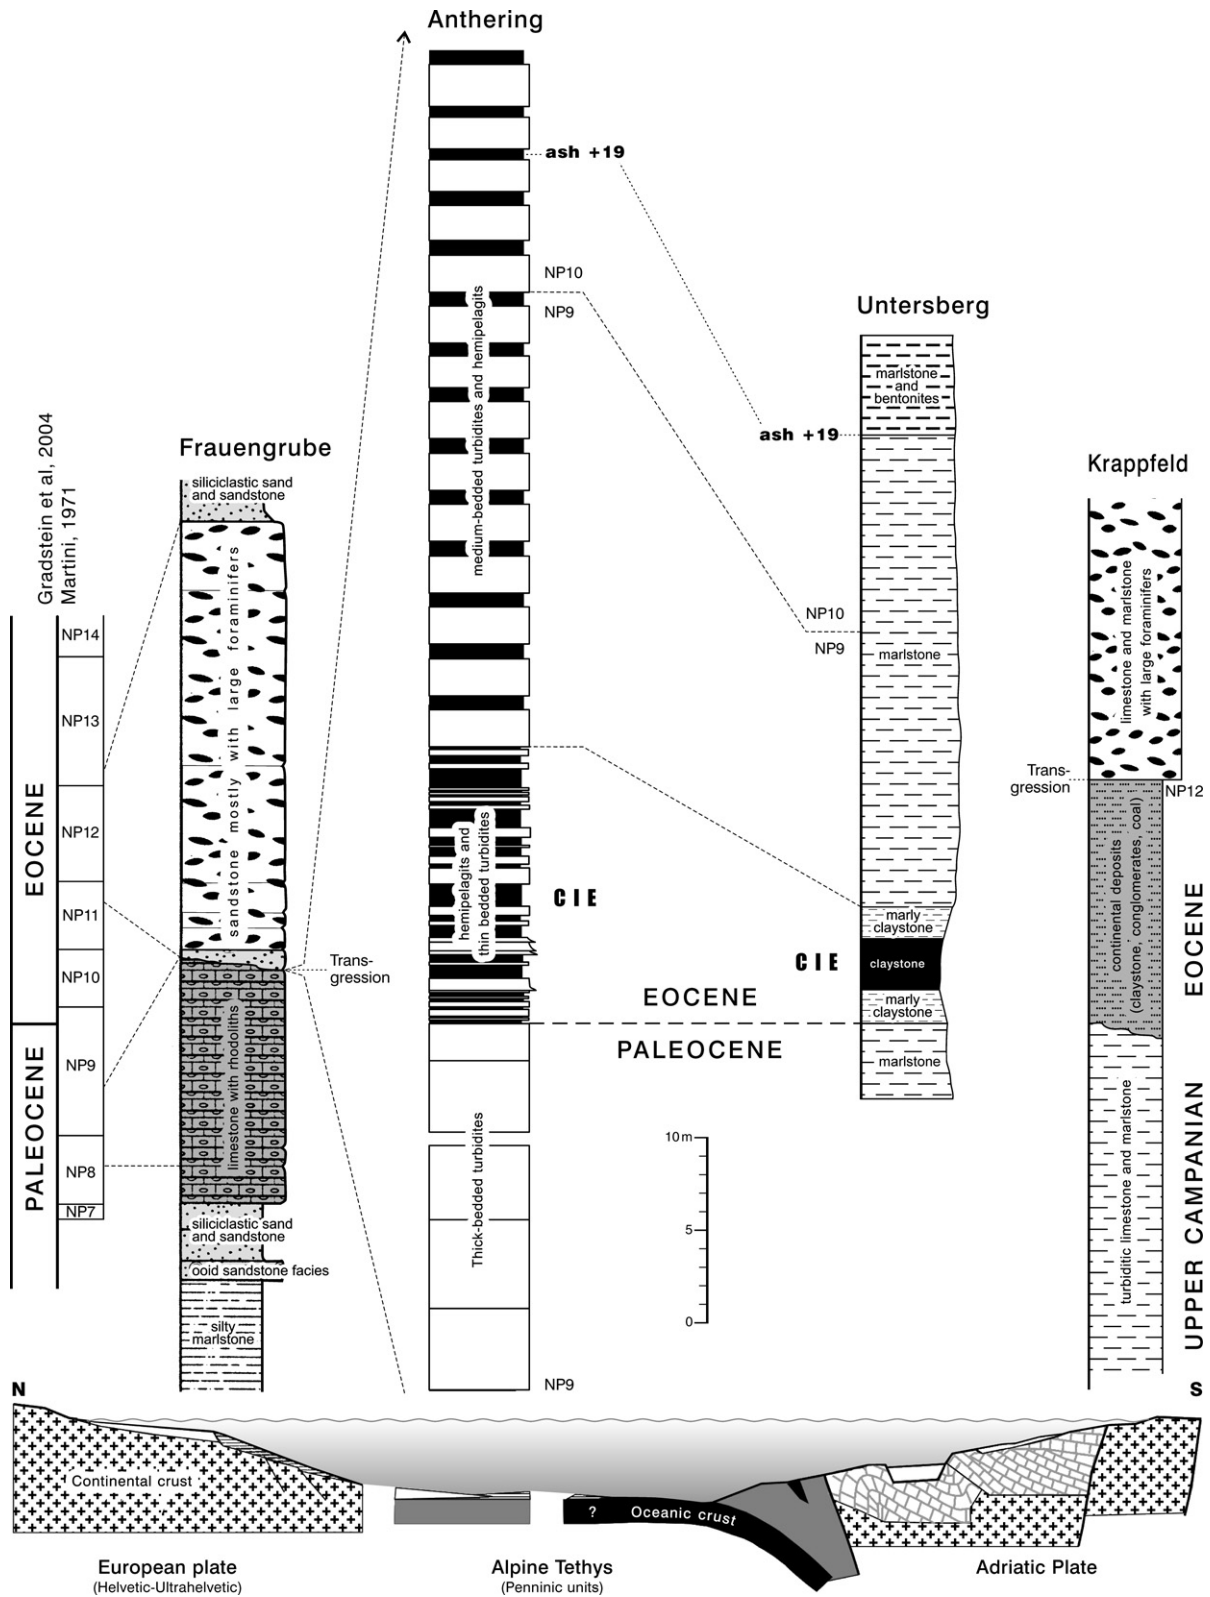 Anthering
ash +19
NP10
NP9
medium-bedded turbidites and hemipelagits
Untersberg
marlstone
and
bentonites
ash +19
NP10
NP9
marlstone
Krappfeld
limestone and marlstone
with large foraminifers
Trans-
gression
NP12
continental deposits
(claystone, conglomerates, coal)
EOCENE
turbiditic limestone and marlstone
UPPER CAMPANIAN
Gradstein et al, 2004
Martini, 1971
Frauengrube
siliciclastic sand
and sandstone
NP14
NP13
NP12
NP11
NP10
NP9
NP8
NP7
EOCENE
PALEOCENE
sandstone mostly with large foraminifers
Trans-
gression
limestone with rhodoliths
siliciclastic sand
and sandstone
ooid sandstone facies
silty
marlstone
hemipelagits and
thin bedded turbidites
CIE
CIE
marly
claystone
claystone
marly
claystone
marlstone
EOCENE
PALEOCENE
Thick-bedded turbidites
10m
5
0
NP9
N
S
Continental crust
?
Oceanic crust
European plate
(Helvetic-Ultrahelvetic)
Alpine Tethys
(Penninic units)
Adriatic Plate